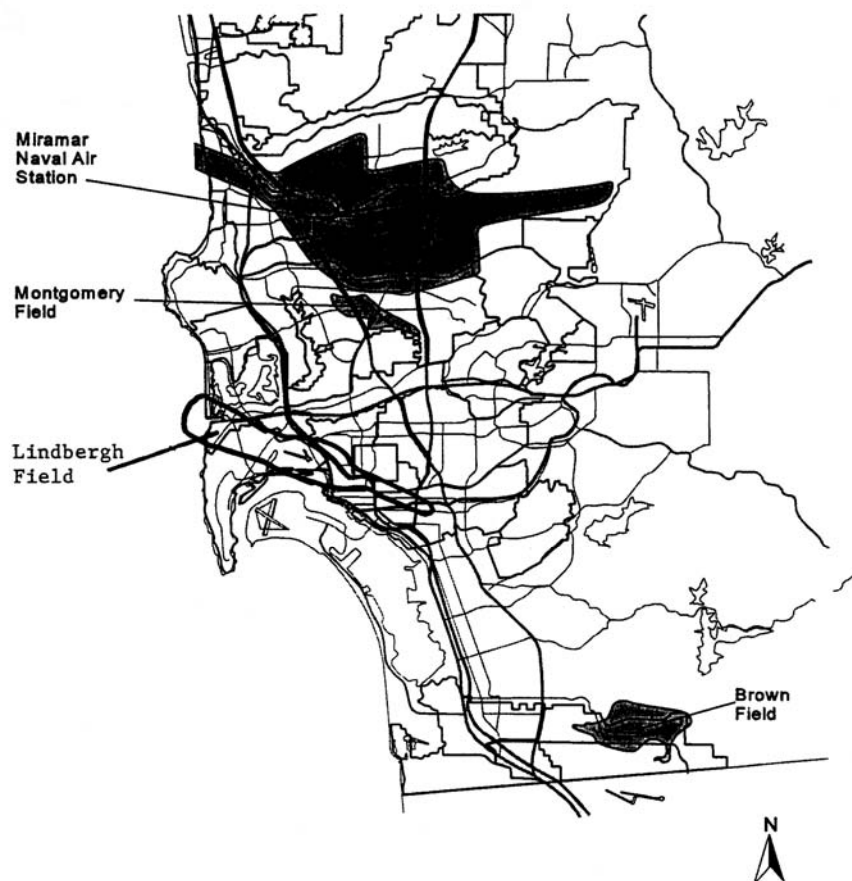 Miramar
Naval Air
Station
Montgomery
Field
Lindbergh
Field
Brown
Field
N